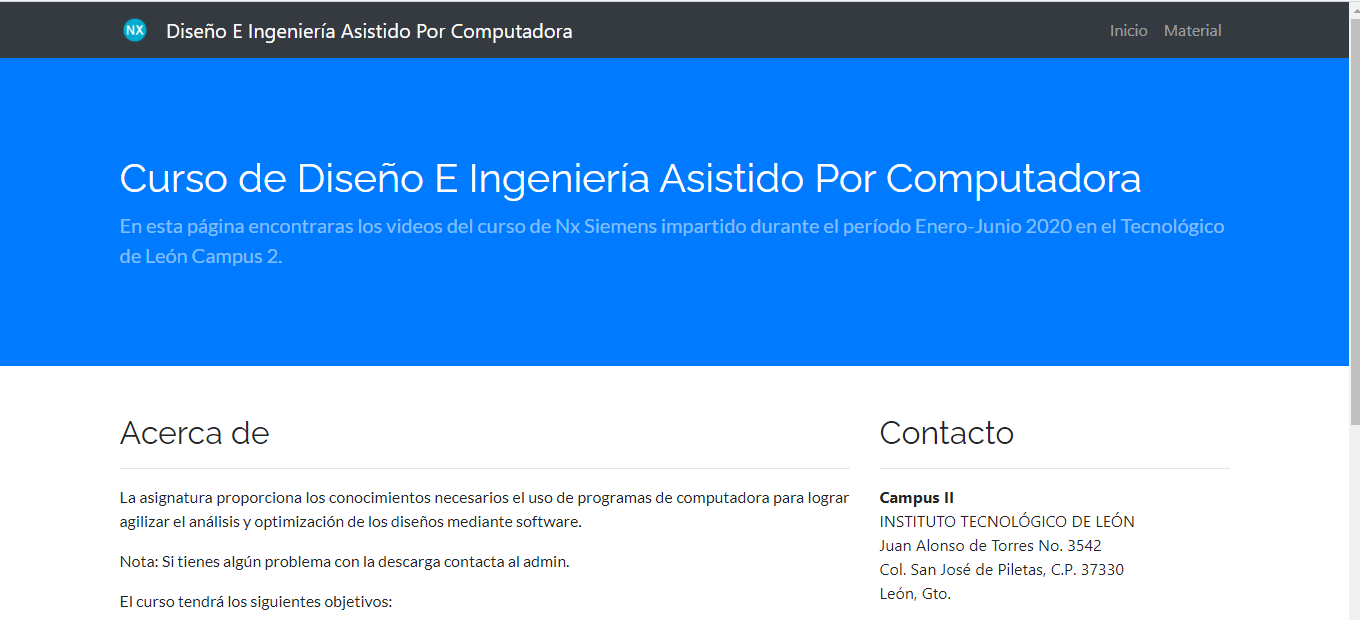 NX Diseño E Ingeniería Asistido Por Computadora
Inicio Material
Curso de Diseño E Ingeniería Asistido Por Computadora
En esta página encontraras los videos del curso de Nx Siemens impartido durante el período Enero-Junio 2020 en el Tecnológico
de León Campus 2.
Acerca de
La asignatura proporciona los conocimientos necesarios el uso de programas de computadora para lograr
agilizar el análisis y optimización de los diseños mediante software.
Nota: Si tienes algún problema con la descarga contacta al admin.
El curso tendrá los siguientes objetivos:
Contacto
Campus II
INSTITUTO TECNOLÓGICO DE LEÓN
Juan Alonso de Torres No. 3542
Col. San José de Piletas, C.P. 37330
León, Gto.